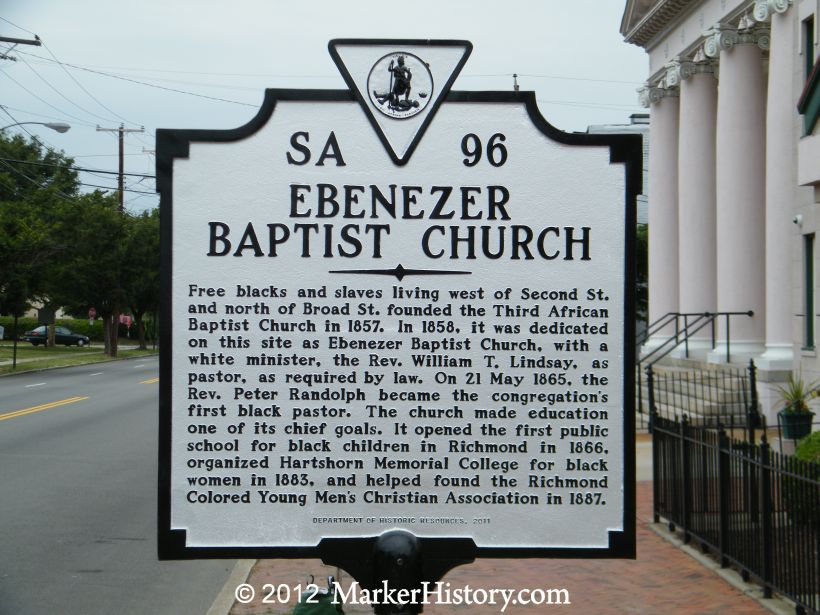 SA 96
EBENEZER
BAPTIST CHURCH
Free blacks and slaves living west of Second St.
and north of Broad St. founded the Third African
Baptist Church in 1857. In 1858, it was dedicated
on this site as Ebenezer Baptist Church, with a
white minister, the Rev. William T. Lindsay, as
pastor, as required by law. On 21 May 1865, the
Rev. Peter Randolph became the congregation's
first black pastor. The church made education
one of its chief goals. It opened the first public
school for black children in Richmond in 1866,
organized Hartshorn Memorial College for black
women in 1883, and helped found the Richmond
Colored Young Men's Christian Association in 1887.
DEPARTMENT OF HISTORIC RESOURCES, 2011
© 2012 MarkerHistory.com